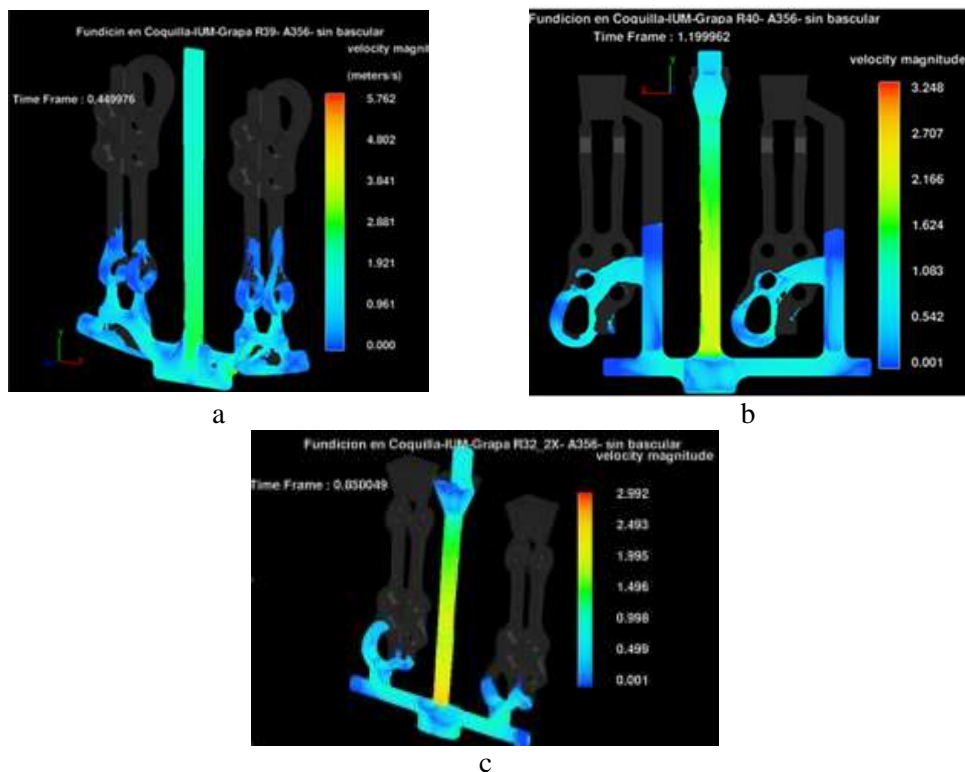 Fundicin en Coquilla-IUM-Grapa R39- A356- sin bascular
velocity magnit
(meters/s)
Time Frame : 0.449976
5.762
4.802
3.841
2.881
1.921
0.961
0.000
a
Fundicion en Coquilla-IUM-Grapa R40- A356- sin bascular
Time Frame : 1.199962
velocity magnitude
3.248
2.707
2.166
1.624
1.083
0.542
0.001
b
Fundicion en Coquilla-IUM-Grapa R32_2X- A356- sin bascular
velocity magnitude
Time Frame : 0.850049
2.992
2.493
1.995
1.496
0.998
0.499
0.001
c